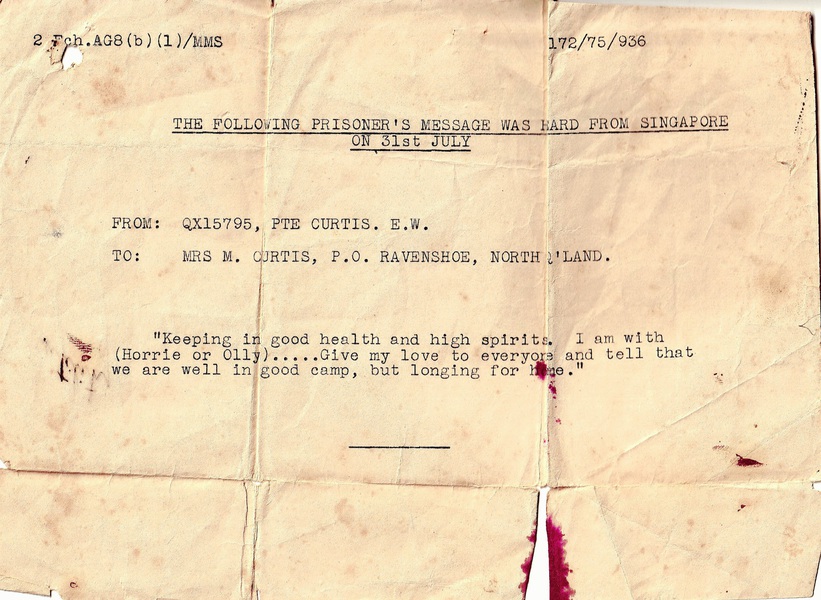 2 Ech.AG8(b)(1)/MMS 172/75/936
THE FOLLOWING PRISONER'S MESSAGE WAS HARD FROM SINGAPORE
ON 31st JULY
FROM: QX15795, PTE CURTIS. E.W.
TO: MRS M. CURTIS, P.O. RAVENSHOE, NORTH Q'LAND.
"Keeping in good health and high spirits. I am with
(Horrie or Olly).....Give my love to everyone and tell that
we are well in good camp, but longing for home."